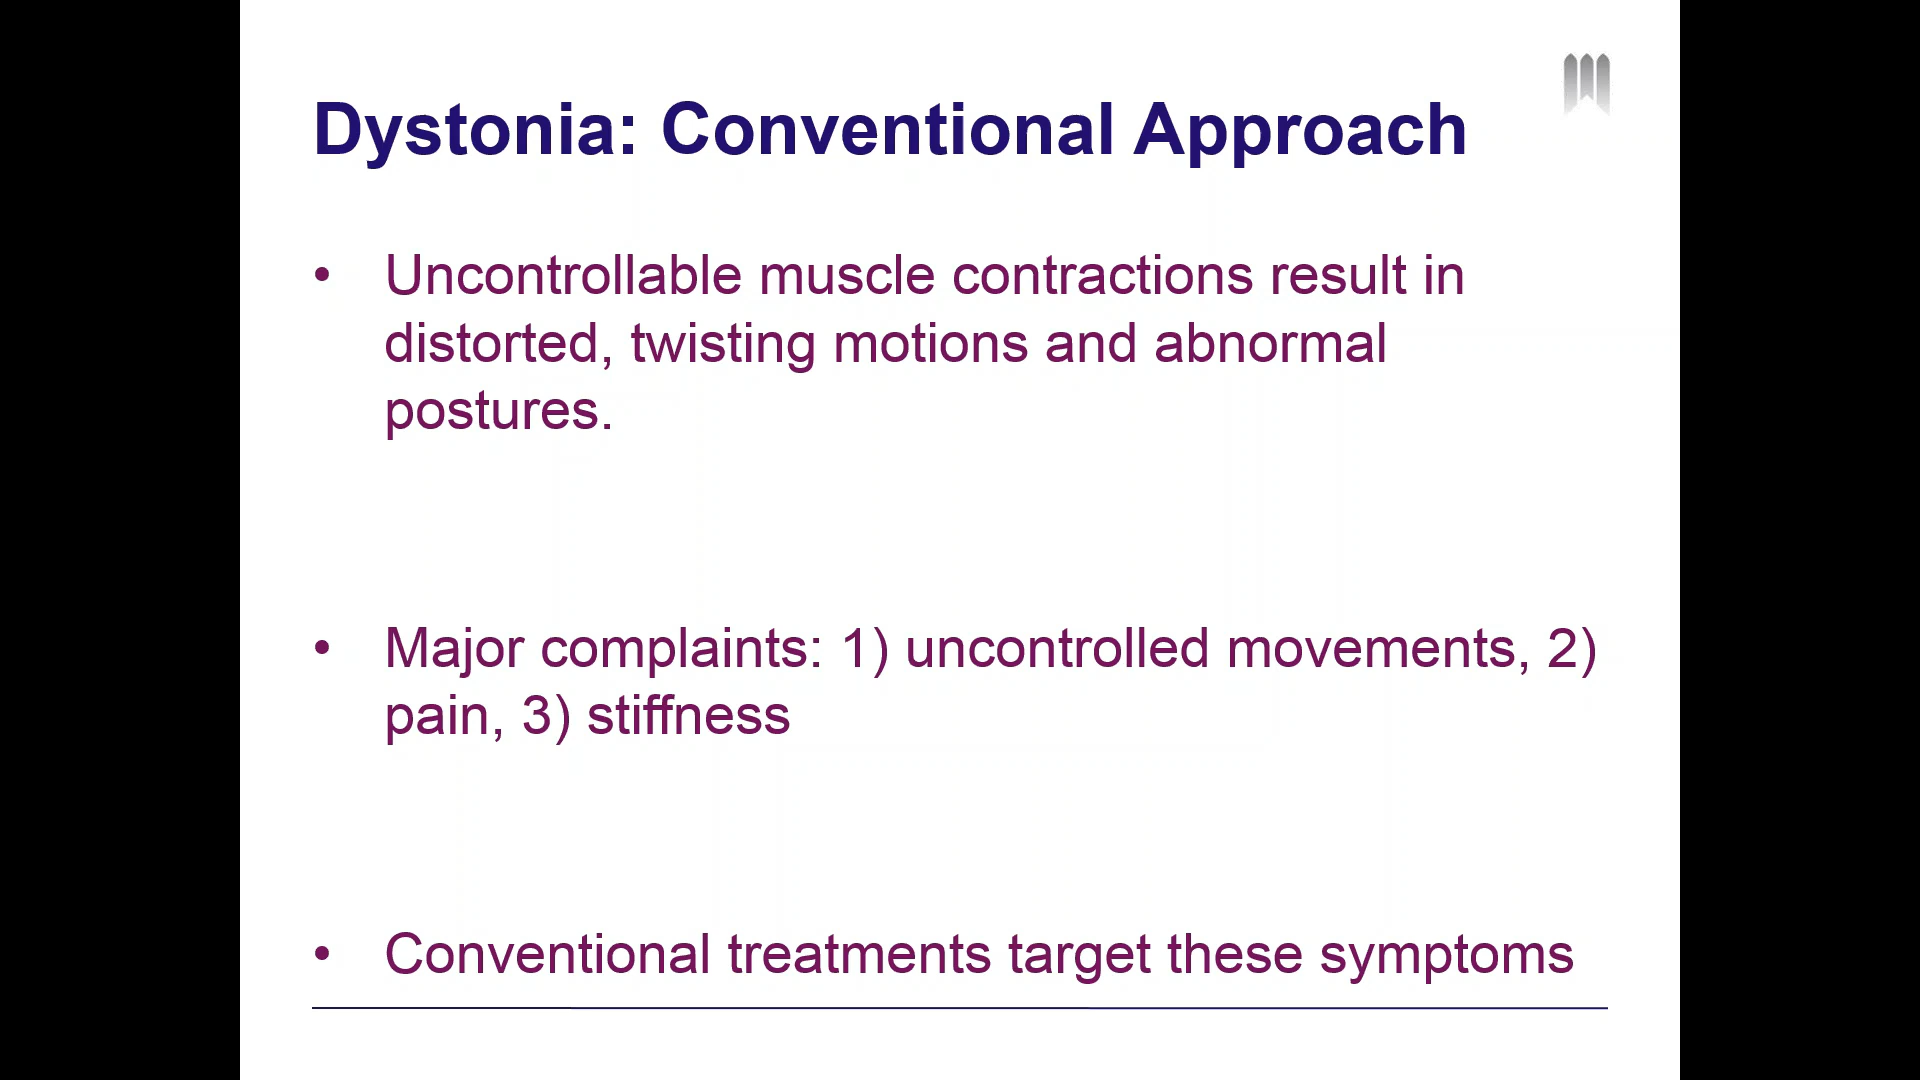 Dystonia: Conventional Approach
• Uncontrollable muscle contractions result in
distorted, twisting motions and abnormal
postures.
• Major complaints: 1) uncontrolled movements, 2)
pain, 3) stiffness
• Conventional treatments target these symptoms